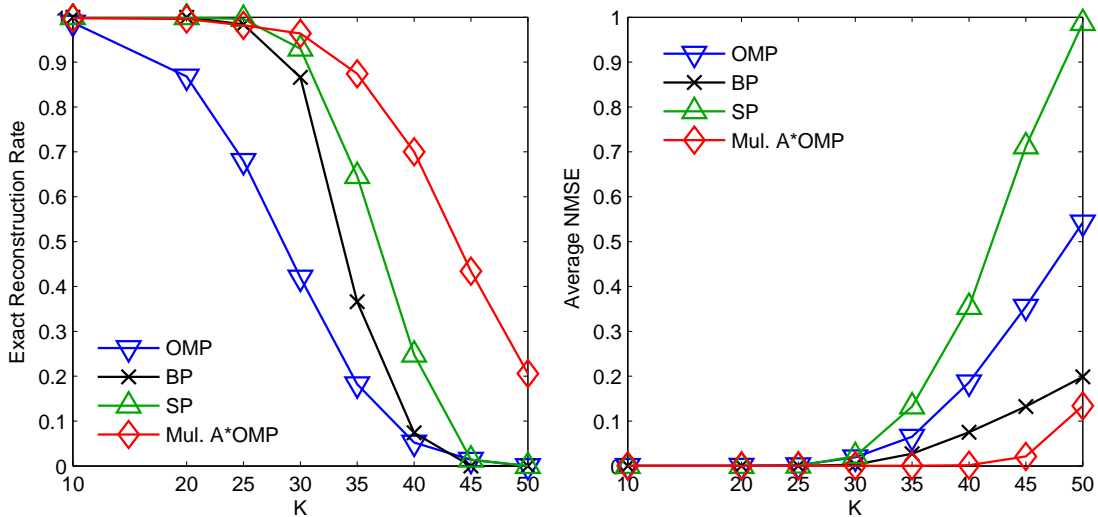 1
0.9
0.8
0.7
0.6
0.5
0.4
0.3
0.2
0.1
0
Exact Reconstruction Rate
OMP
BP
SP
Mul. A*OMP
10 20 25 30 35 40 45 50
K
1
0.9
0.8
0.7
0.6
0.5
0.4
0.3
0.2
0.1
0
Average NMSE
OMP
BP
SP
Mul. A*OMP
10 20 25 30 35 40 45 50
K